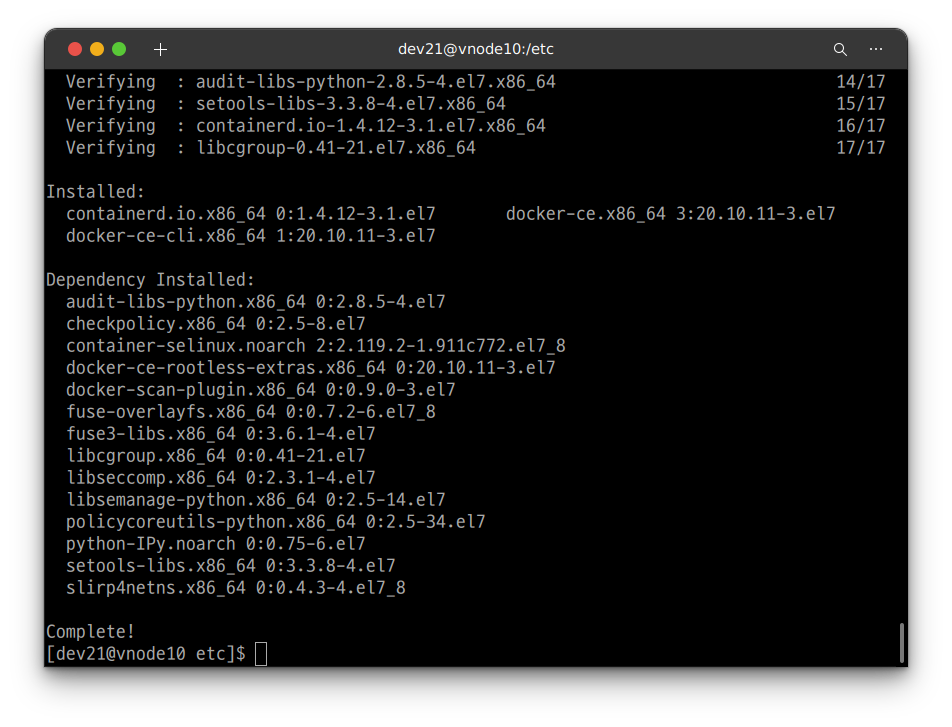 dev21@vnode10:/etc
  Verifying  : audit-libs-python-2.8.5-4.el7.x86_64                            14/17
  Verifying  : setools-libs-3.3.8-4.el7.x86_64                                 15/17
  Verifying  : containerd.io-1.4.12-3.1.el7.x86_64                             16/17
  Verifying  : libcgroup-0.41-21.el7.x86_64                                    17/17

Installed:
  containerd.io.x86_64 0:1.4.12-3.1.el7       docker-ce.x86_64 3:20.10.11-3.el7
  docker-ce-cli.x86_64 1:20.10.11-3.el7

Dependency Installed:
  audit-libs-python.x86_64 0:2.8.5-4.el7
  checkpolicy.x86_64 0:2.5-8.el7
  container-selinux.noarch 2:2.119.2-1.911c772.el7_8
  docker-ce-rootless-extras.x86_64 0:20.10.11-3.el7
  docker-scan-plugin.x86_64 0:0.9.0-3.el7
  fuse-overlayfs.x86_64 0:0.7.2-6.el7_8
  fuse3-libs.x86_64 0:3.6.1-4.el7
  libcgroup.x86_64 0:0.41-21.el7
  libseccomp.x86_64 0:2.3.1-4.el7
  libsemanage-python.x86_64 0:2.5-14.el7
  policycoreutils-python.x86_64 0:2.5-34.el7
  python-IPy.noarch 0:0.75-6.el7
  setools-libs.x86_64 0:3.3.8-4.el7
  slirp4netns.x86_64 0:0.4.3-4.el7_8

Complete!
[dev21@vnode10 etc]$